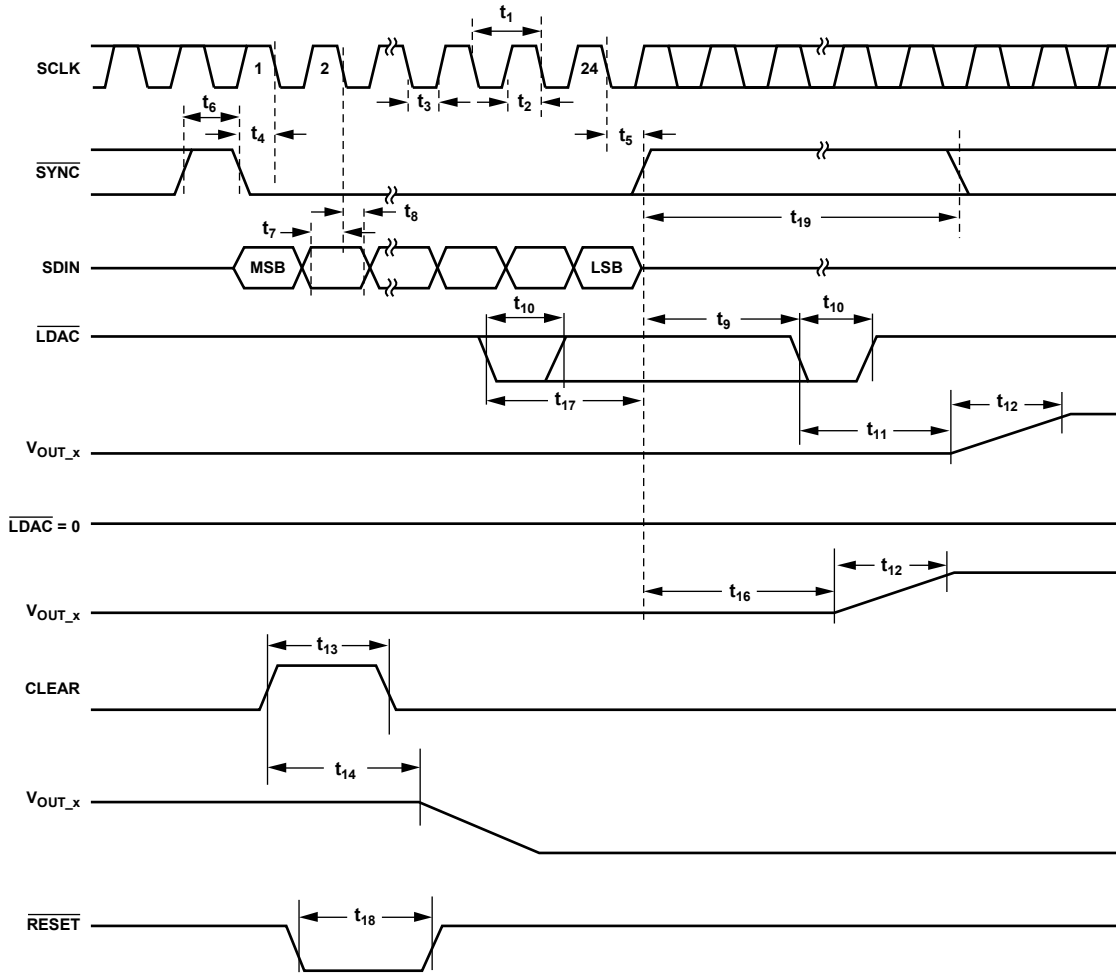 t1
SCLK
1
2
24
t3
t2
t6
t4
t5
SYNC
t19
t7
t8
SDIN
MSB
LSB
t10
t9
t10
LDAC
t17
t12
t11
VOUT_x
LDAC = 0
t12
t16
VOUT_x
t13
CLEAR
t14
VOUT_x
RESET
t18